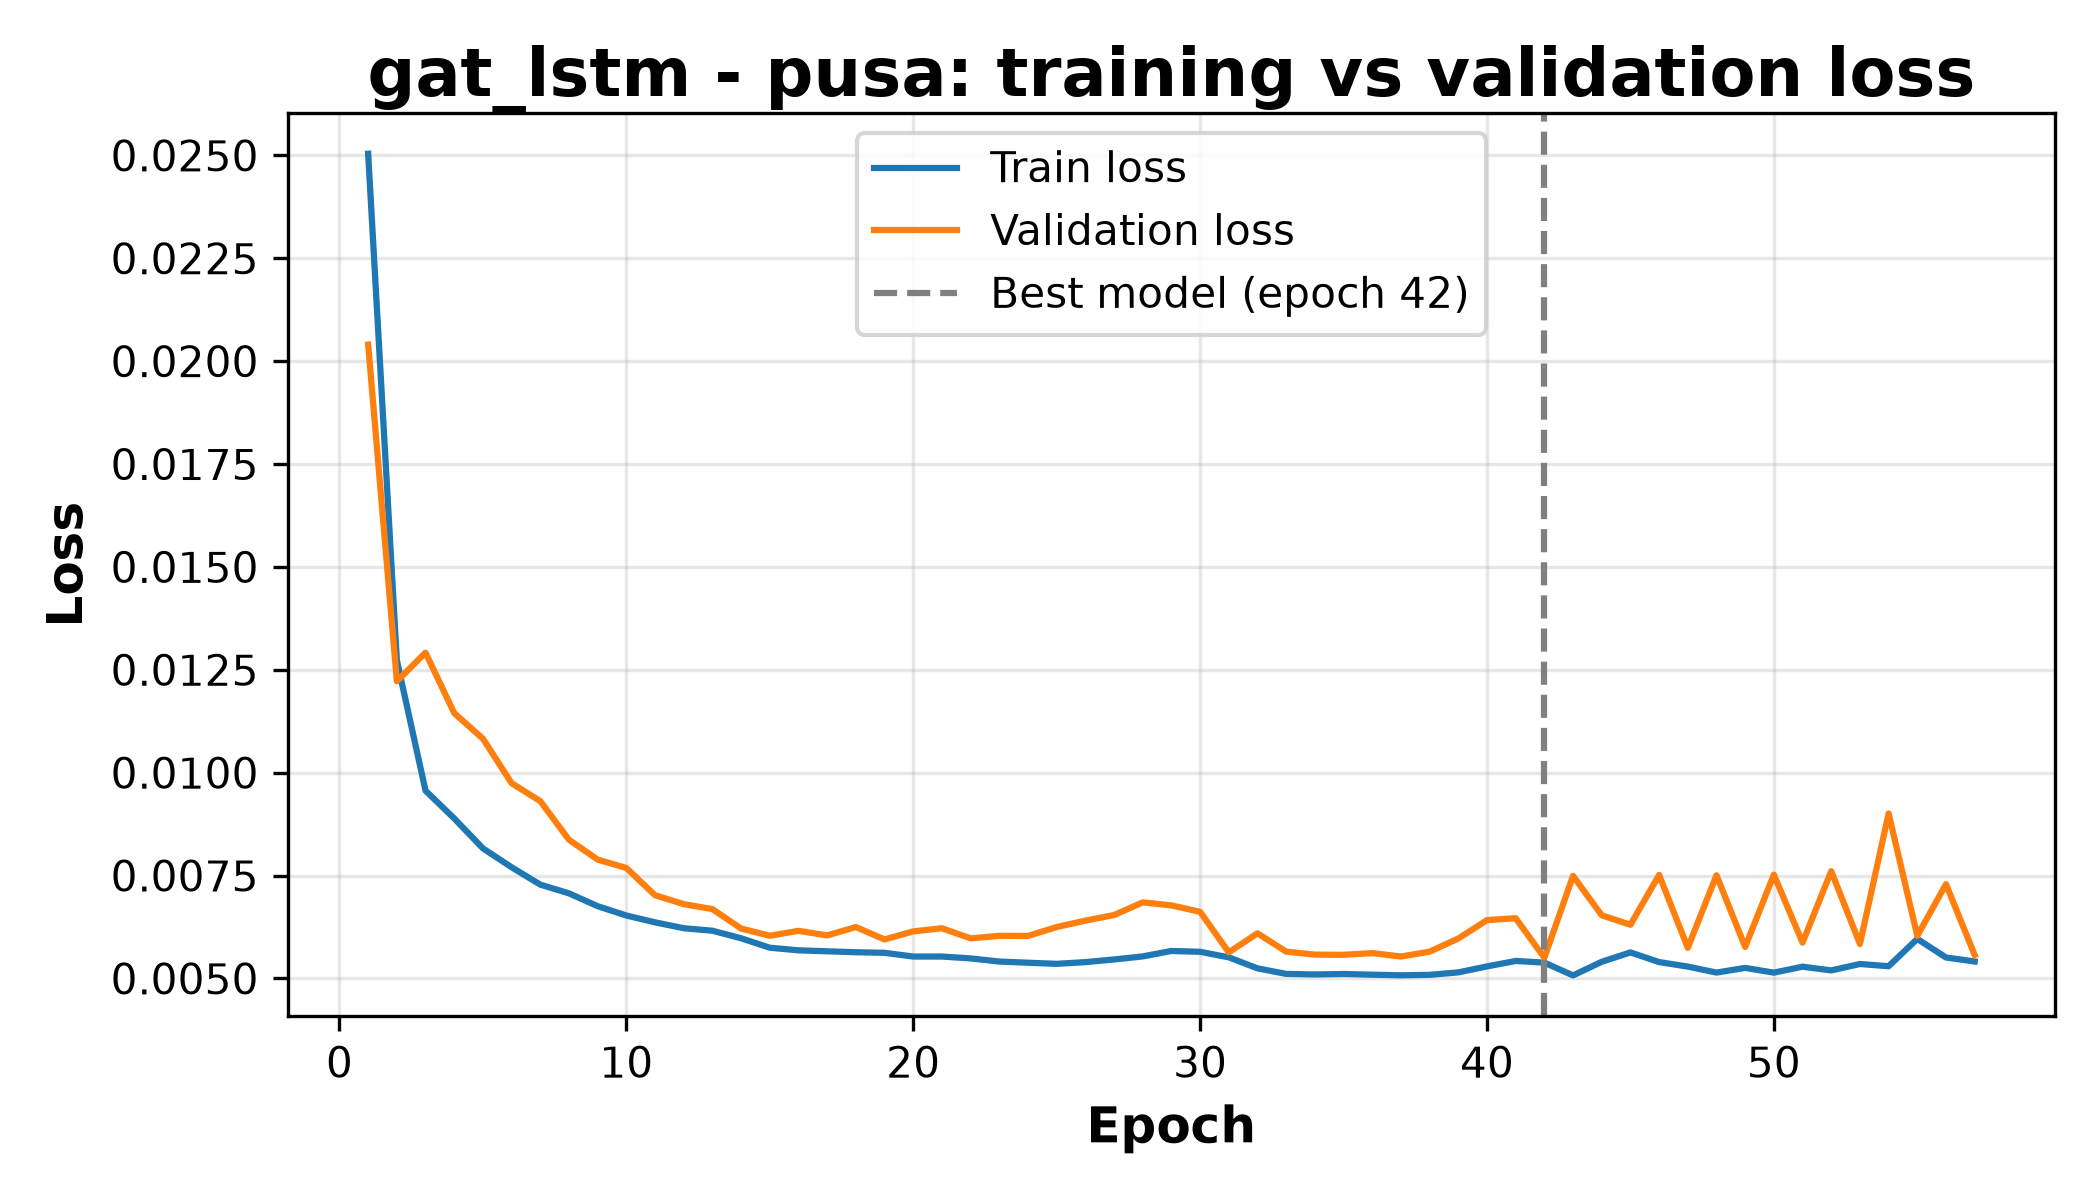 gat_lstm - pusa: training vs validation loss
Train loss
Validation loss
Best model (epoch 42)
Loss
0.0250
0.0225
0.0200
0.0175
0.0150
0.0125
0.0100
0.0075
0.0050
0 10 20 30 40 50
Epoch